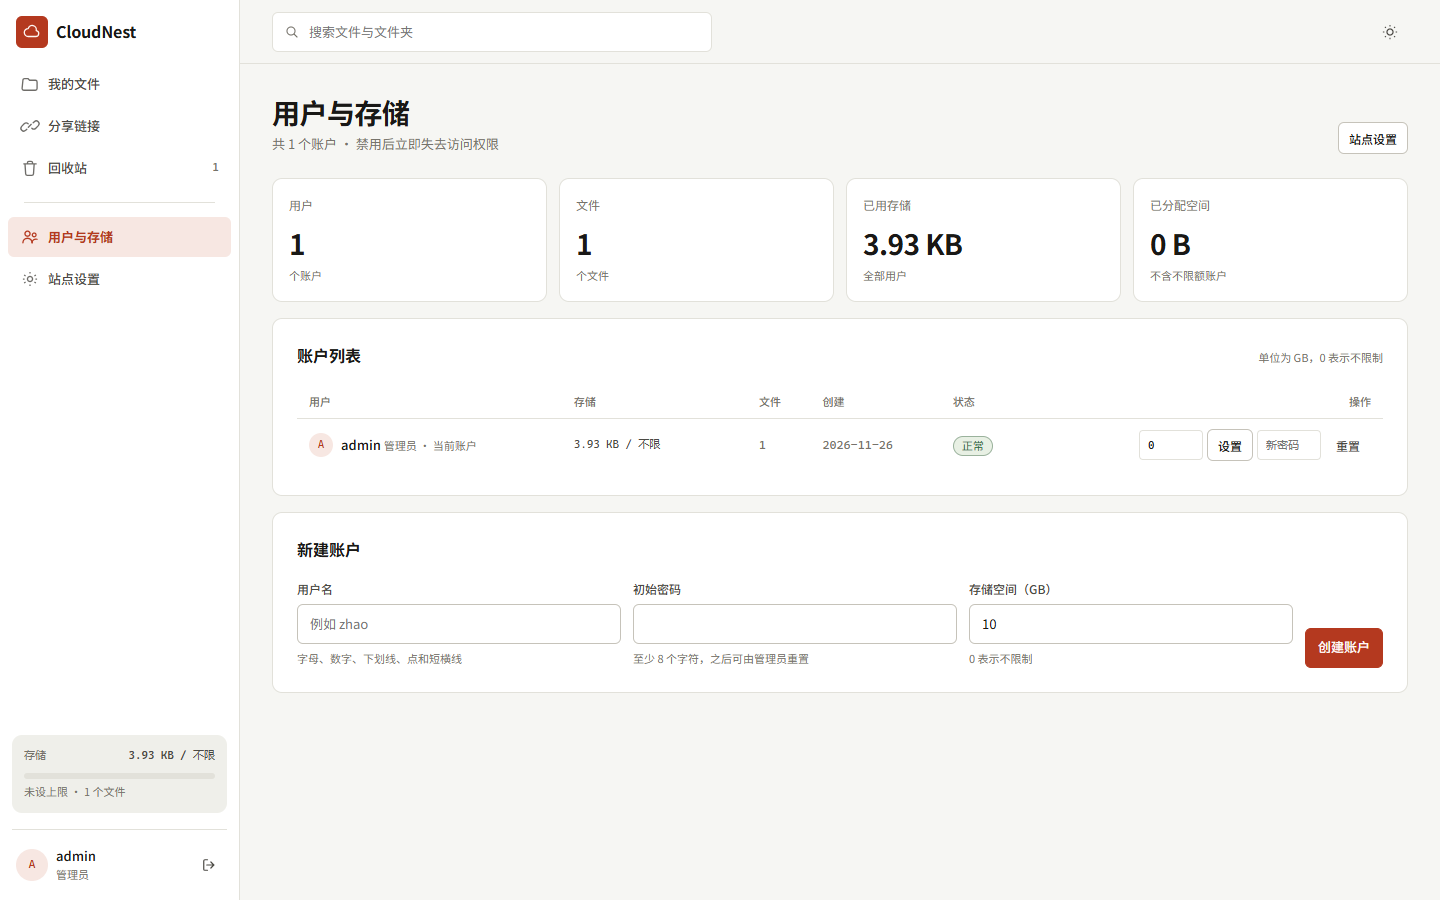 CloudNest
我的文件
分享链接
回收站 1
用户与存储
站点设置
存储 3.93 KB / 不限
未设上限 · 1 个文件
A admin
管理员
搜索文件与文件夹
用户与存储
共 1 个账户 · 禁用后立即失去访问权限
站点设置
用户
1
个账户
文件
1
个文件
已用存储
3.93 KB
全部用户
已分配空间
0 B
不含不限额账户
账户列表
单位为 GB，0 表示不限制
用户 存储 文件 创建 状态 操作
A admin 管理员 · 当前账户 3.93 KB / 不限 1 2026-11-26 正常 0 设置 新密码 重置
新建账户
用户名 初始密码 存储空间（GB）
例如 zhao 10
创建账户
字母、数字、下划线、点和短横线 至少 8 个字符，之后可由管理员重置 0 表示不限制